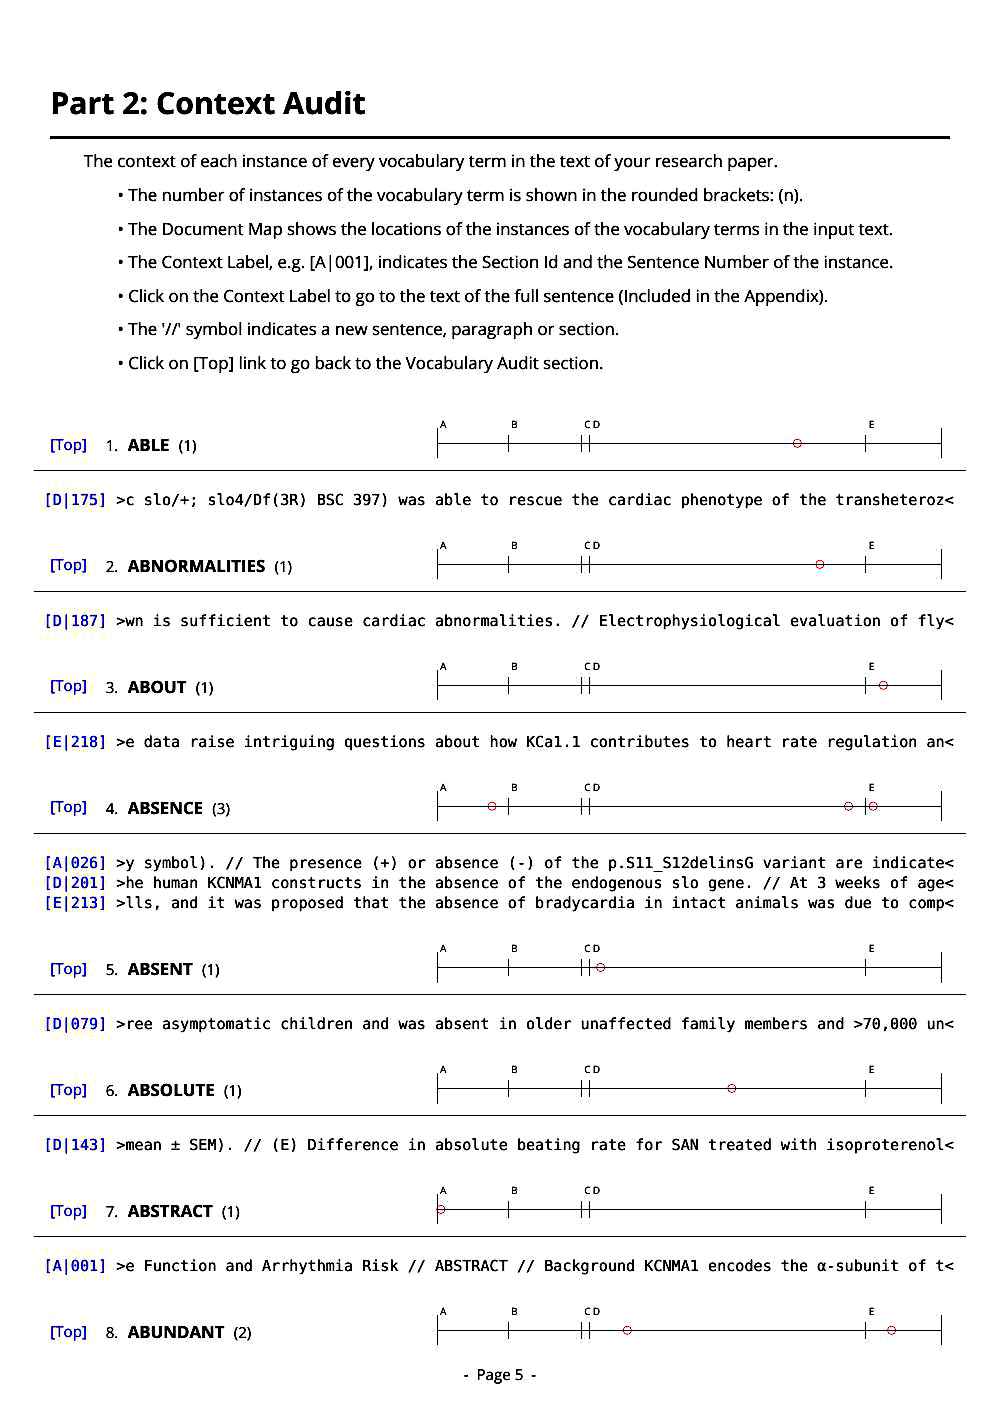 Part 2: Context Audit
The context of each instance of every vocabulary term in the text of your research paper.
• The number of instances of the vocabulary term is shown in the rounded brackets: (n).
• The Document Map shows the locations of the instances of the vocabulary terms in the input text.
• The Context Label, e.g. [A|001], indicates the Section Id and the Sentence Number of the instance.
• Click on the Context Label to go to the text of the full sentence (Included in the Appendix).
• The '//' symbol indicates a new sentence, paragraph or section.
• Click on [Top] link to go back to the Vocabulary Audit section.
A B C D E
[Top] 1. ABLE (1)
[D|175] >c slo/+; slo4/Df(3R) BSC 397) was able to rescue the cardiac phenotype of the transheteroz<
A B C D E
[Top] 2. ABNORMALITIES (1)
[D|187] >wn is sufficient to cause cardiac abnormalities. // Electrophysiological evaluation of fly<
A B C D E
[Top] 3. ABOUT (1)
[E|218] >e data raise intriguing questions about how KCa1.1 contributes to heart rate regulation an<
A B C D E
[Top] 4. ABSENCE (3)
[A|026] >y symbol). // The presence (+) or absence (-) of the p.S11_S12delinsG variant are indicate<
[D|201] >he human KCNMA1 constructs in the absence of the endogenous slo gene. // At 3 weeks of age<
[E|213] >lls, and it was proposed that the absence of bradycardia in intact animals was due to comp<
A B C D E
[Top] 5. ABSENT (1)
[D|079] >ree asymptomatic children and was absent in older unaffected family members and >70,000 un<
A B C D E
[Top] 6. ABSOLUTE (1)
[D|143] >mean ± SEM). // (E) Difference in absolute beating rate for SAN treated with isoproterenol<
A B C D E
[Top] 7. ABSTRACT (1)
[A|001] >e Function and Arrhythmia Risk // ABSTRACT // Background KCNMA1 encodes the α-subunit of t<
A B C D E
[Top] 8. ABUNDANT (2)
- Page 5 -